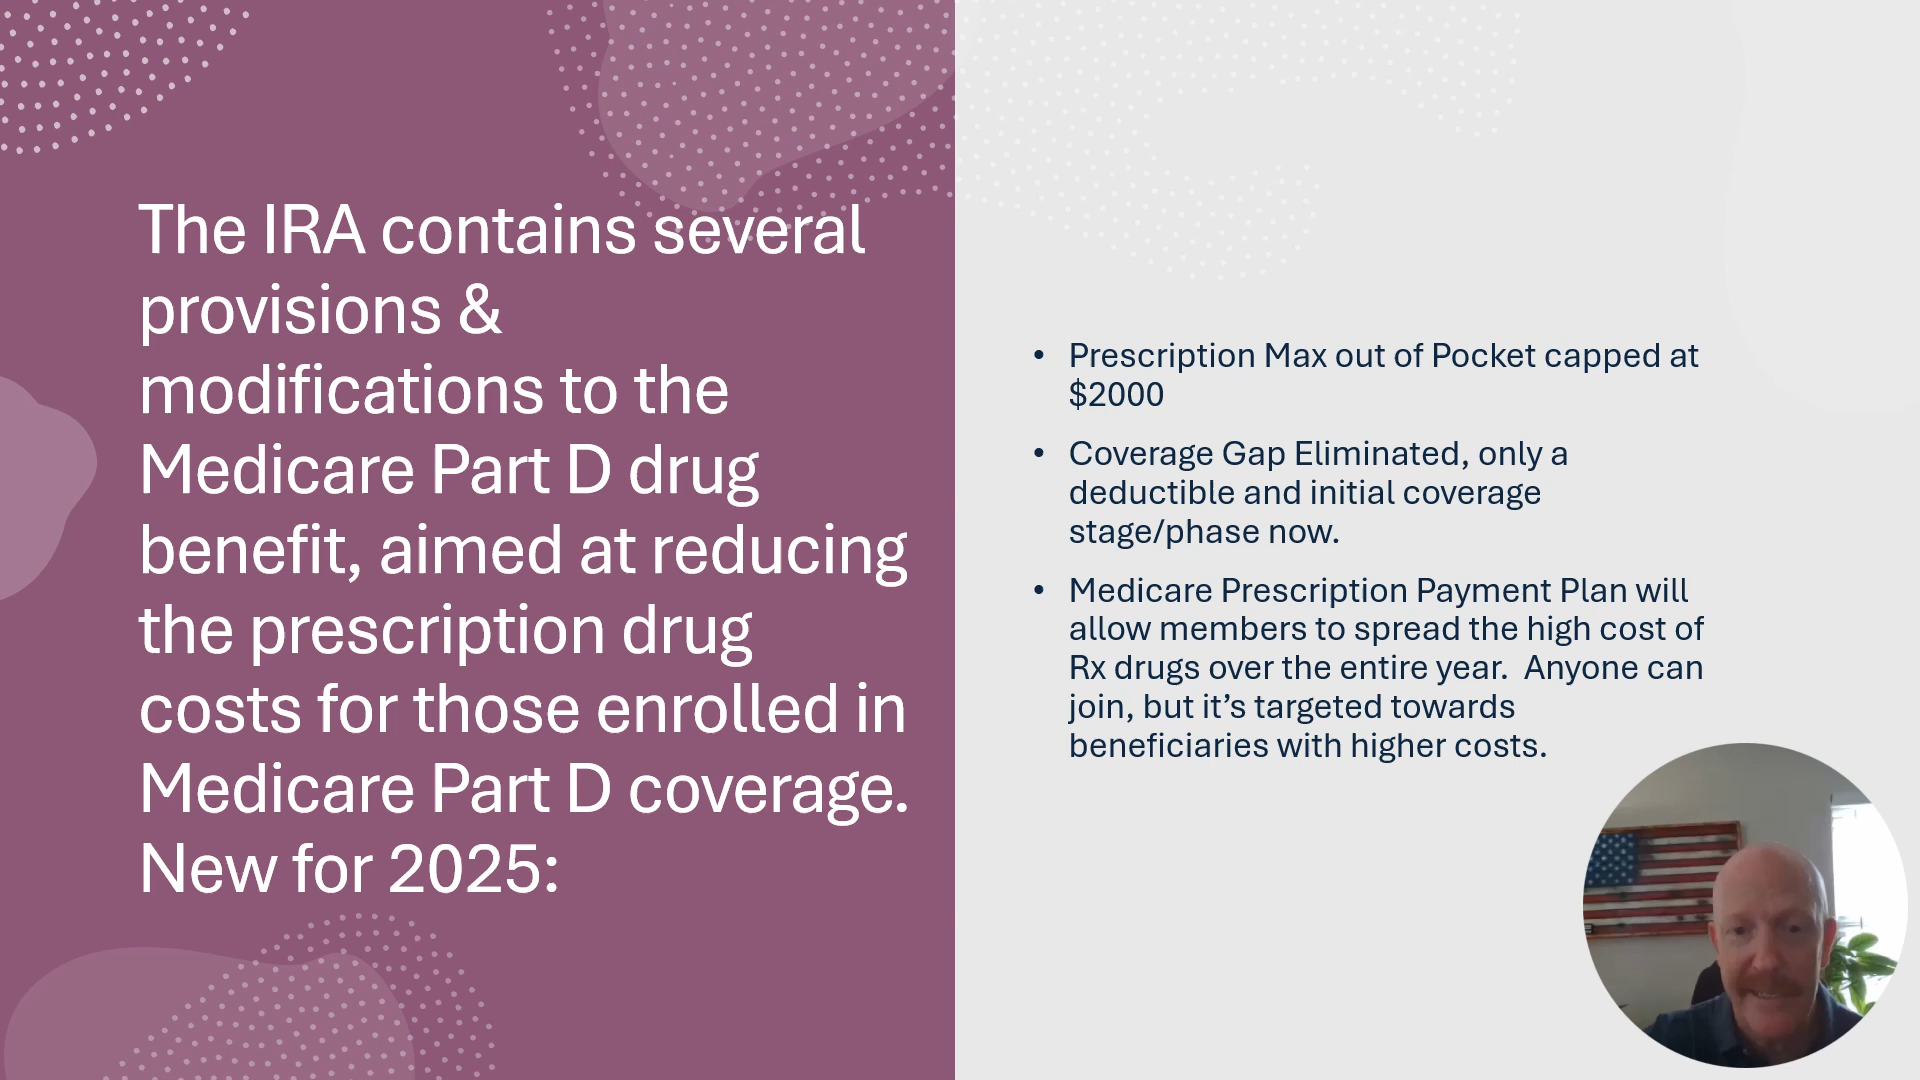 The IRA contains several
provisions &
modifications to the
Medicare Part D drug
benefit, aimed at reducing
the prescription drug
costs for those enrolled in
Medicare Part D coverage.
New for 2025:
• Prescription Max out of Pocket capped at
$2000
• Coverage Gap Eliminated, only a
deductible and initial coverage
stage/phase now.
• Medicare Prescription Payment Plan will
allow members to spread the high cost of
Rx drugs over the entire year.  Anyone can
join, but it’s targeted towards
beneficiaries with higher costs.